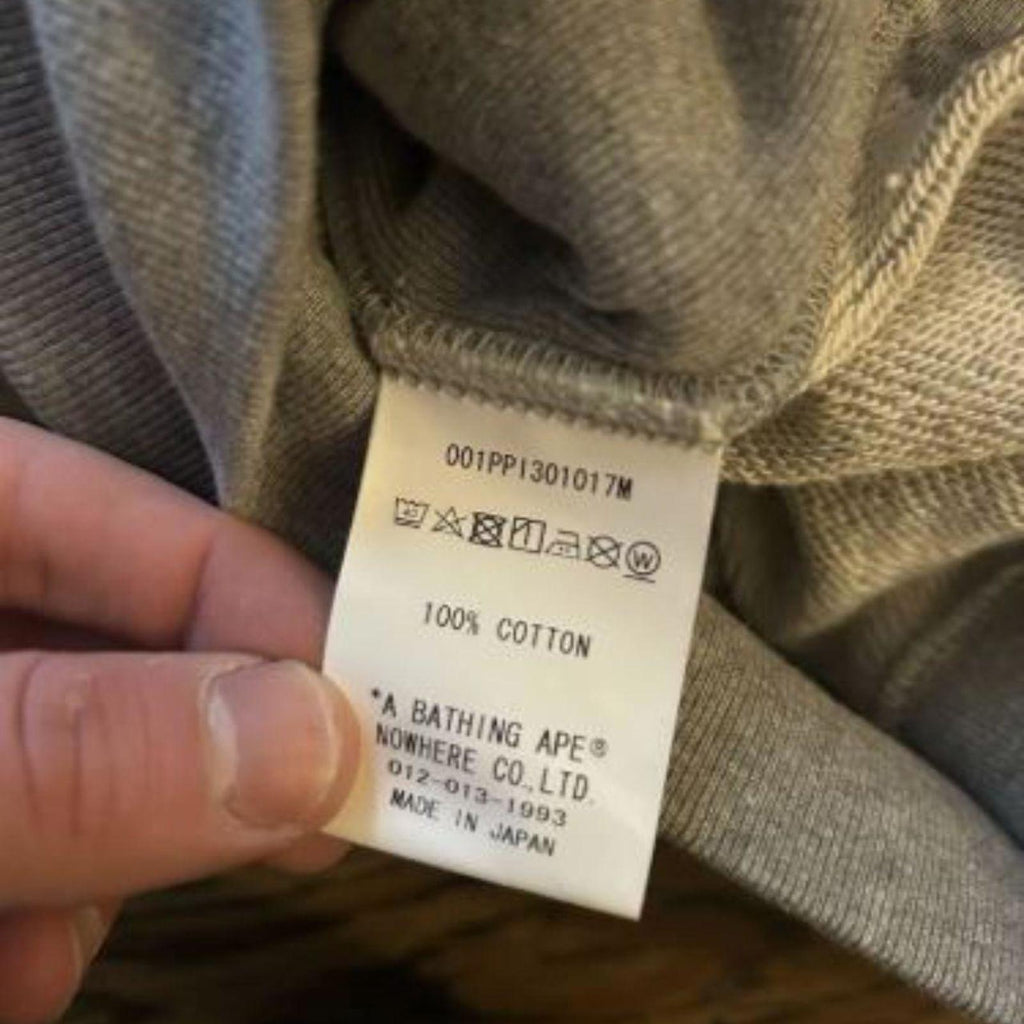 001PPI301017M
W
100% COTTON
*A BATHING APE®
NOWHERE CO.,LTD.
012-013-1993
MADE IN JAPAN